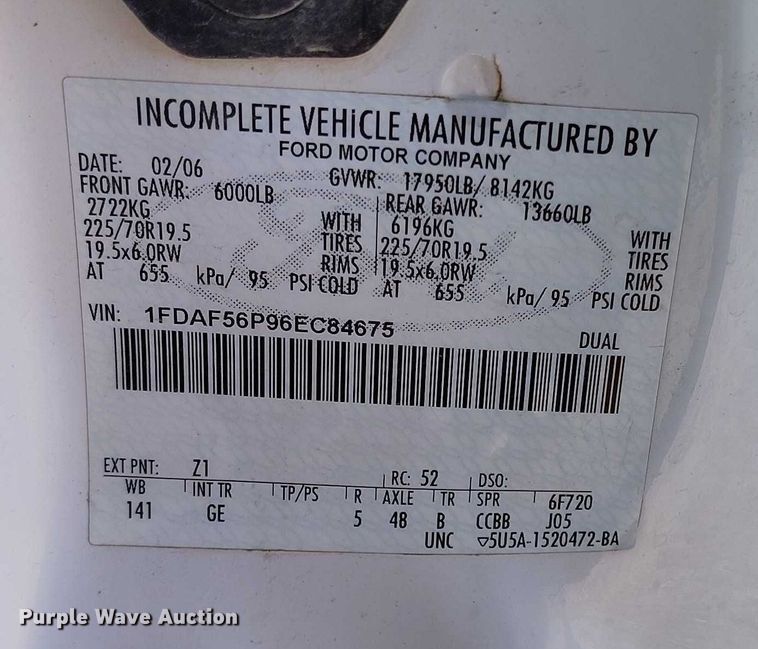 INCOMPLETE VEHICLE MANUFACTURED BY
FORD MOTOR COMPANY
DATE: 02/06 GVWR: 17950LB/ 8142KG
FRONT GAWR: 6000LB REAR GAWR: 13660LB
2722KG WITH 6196KG WITH
225/70R19.5 TIRES 225/70R19.5 TIRES
19.5x6.0RW RIMS 19.5x6.0RW RIMS
AT 655 kPa/ 95 PSI COLD AT 655 kPa/ 95 PSI COLD
VIN: 1FDAF56P96EC84675 DUAL
EXT PNT: Z1 RC: 52 DSO:
WB INT TR TP/PS R AXLE TR SPR 6F720
141 GE 5 48 B CCBB J05
UNC ▽5U5A-1520472-BA
Purple Wave Auction